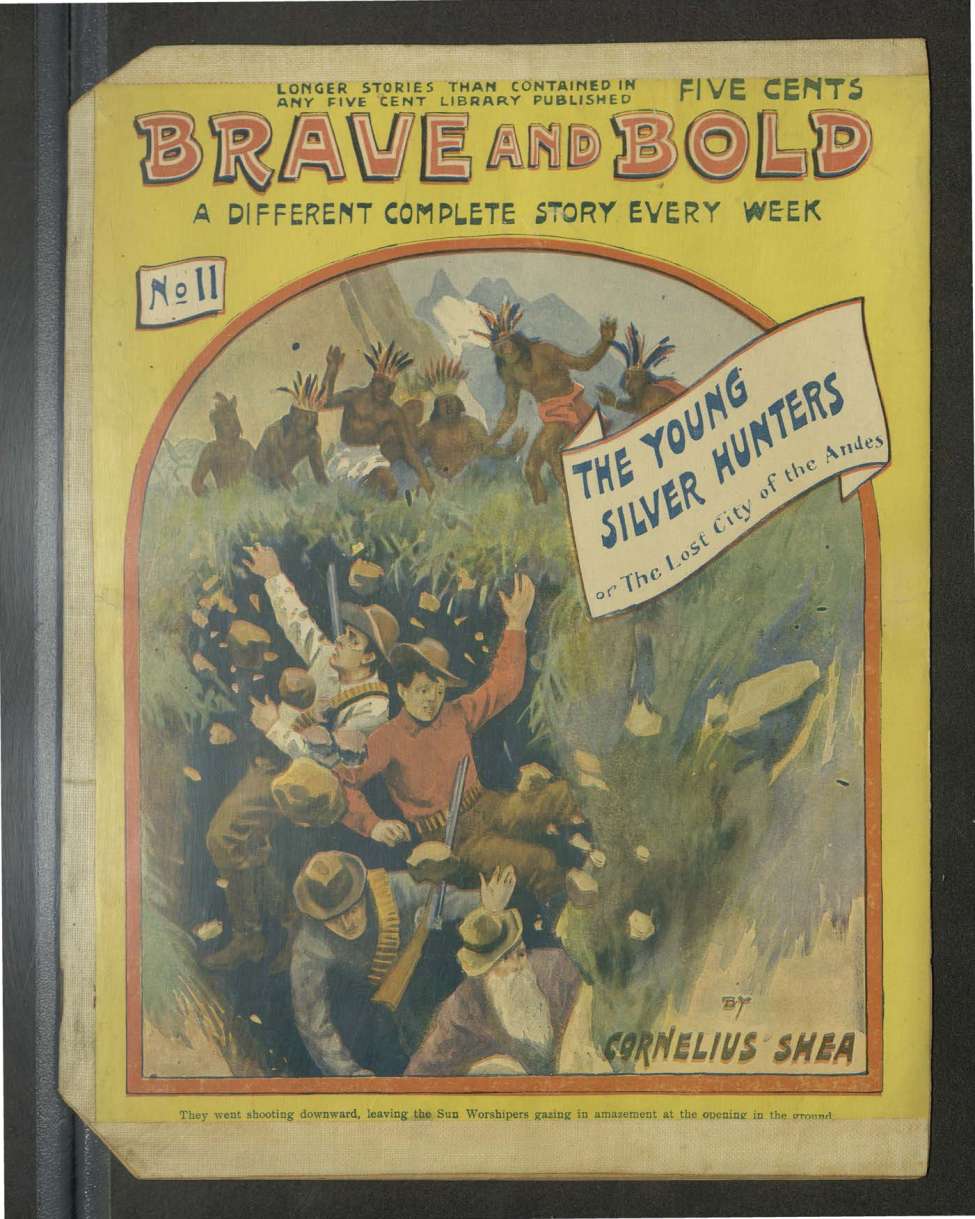 LONGER STORIES THAN CONTAINED IN
ANY FIVE CENT LIBRARY PUBLISHED
FIVE CENTS
BRAVE AND BOLD
A DIFFERENT COMPLETE STORY EVERY WEEK
No 11
THE YOUNG
SILVER HUNTERS
or The Lost City of the Andes
BY
CORNELIUS SHEA
They went shooting downward, leaving the Sun Worshipers gazing in amazement at the opening in the ground.